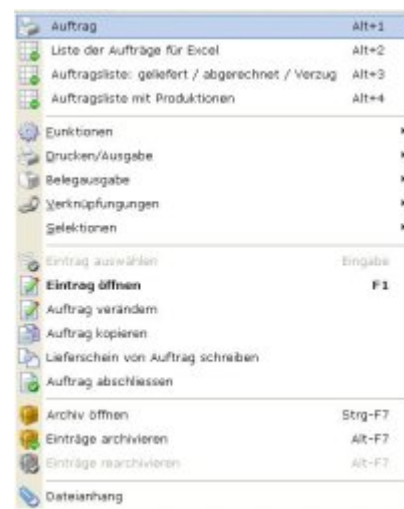 Auftrag Alt+1
Liste der Aufträge für Excel Alt+2
Auftragsliste: geliefert / abgerechnet / Verzug Alt+3
Auftragsliste mit Produktionen Alt+4
Funktionen
Drucken/Ausgabe
Belegausgabe
Verknüpfungungen
Selektionen
Eintrag auswählen Eingabe
Eintrag öffnen F1
Auftrag verändern
Auftrag kopieren
Lieferschein von Auftrag schreiben
Auftrag abschliessen
Archiv öffnen Strg-F7
Einträge archivieren Alt-F7
Einträge rearchivieren Alt-F7
Dateianhang